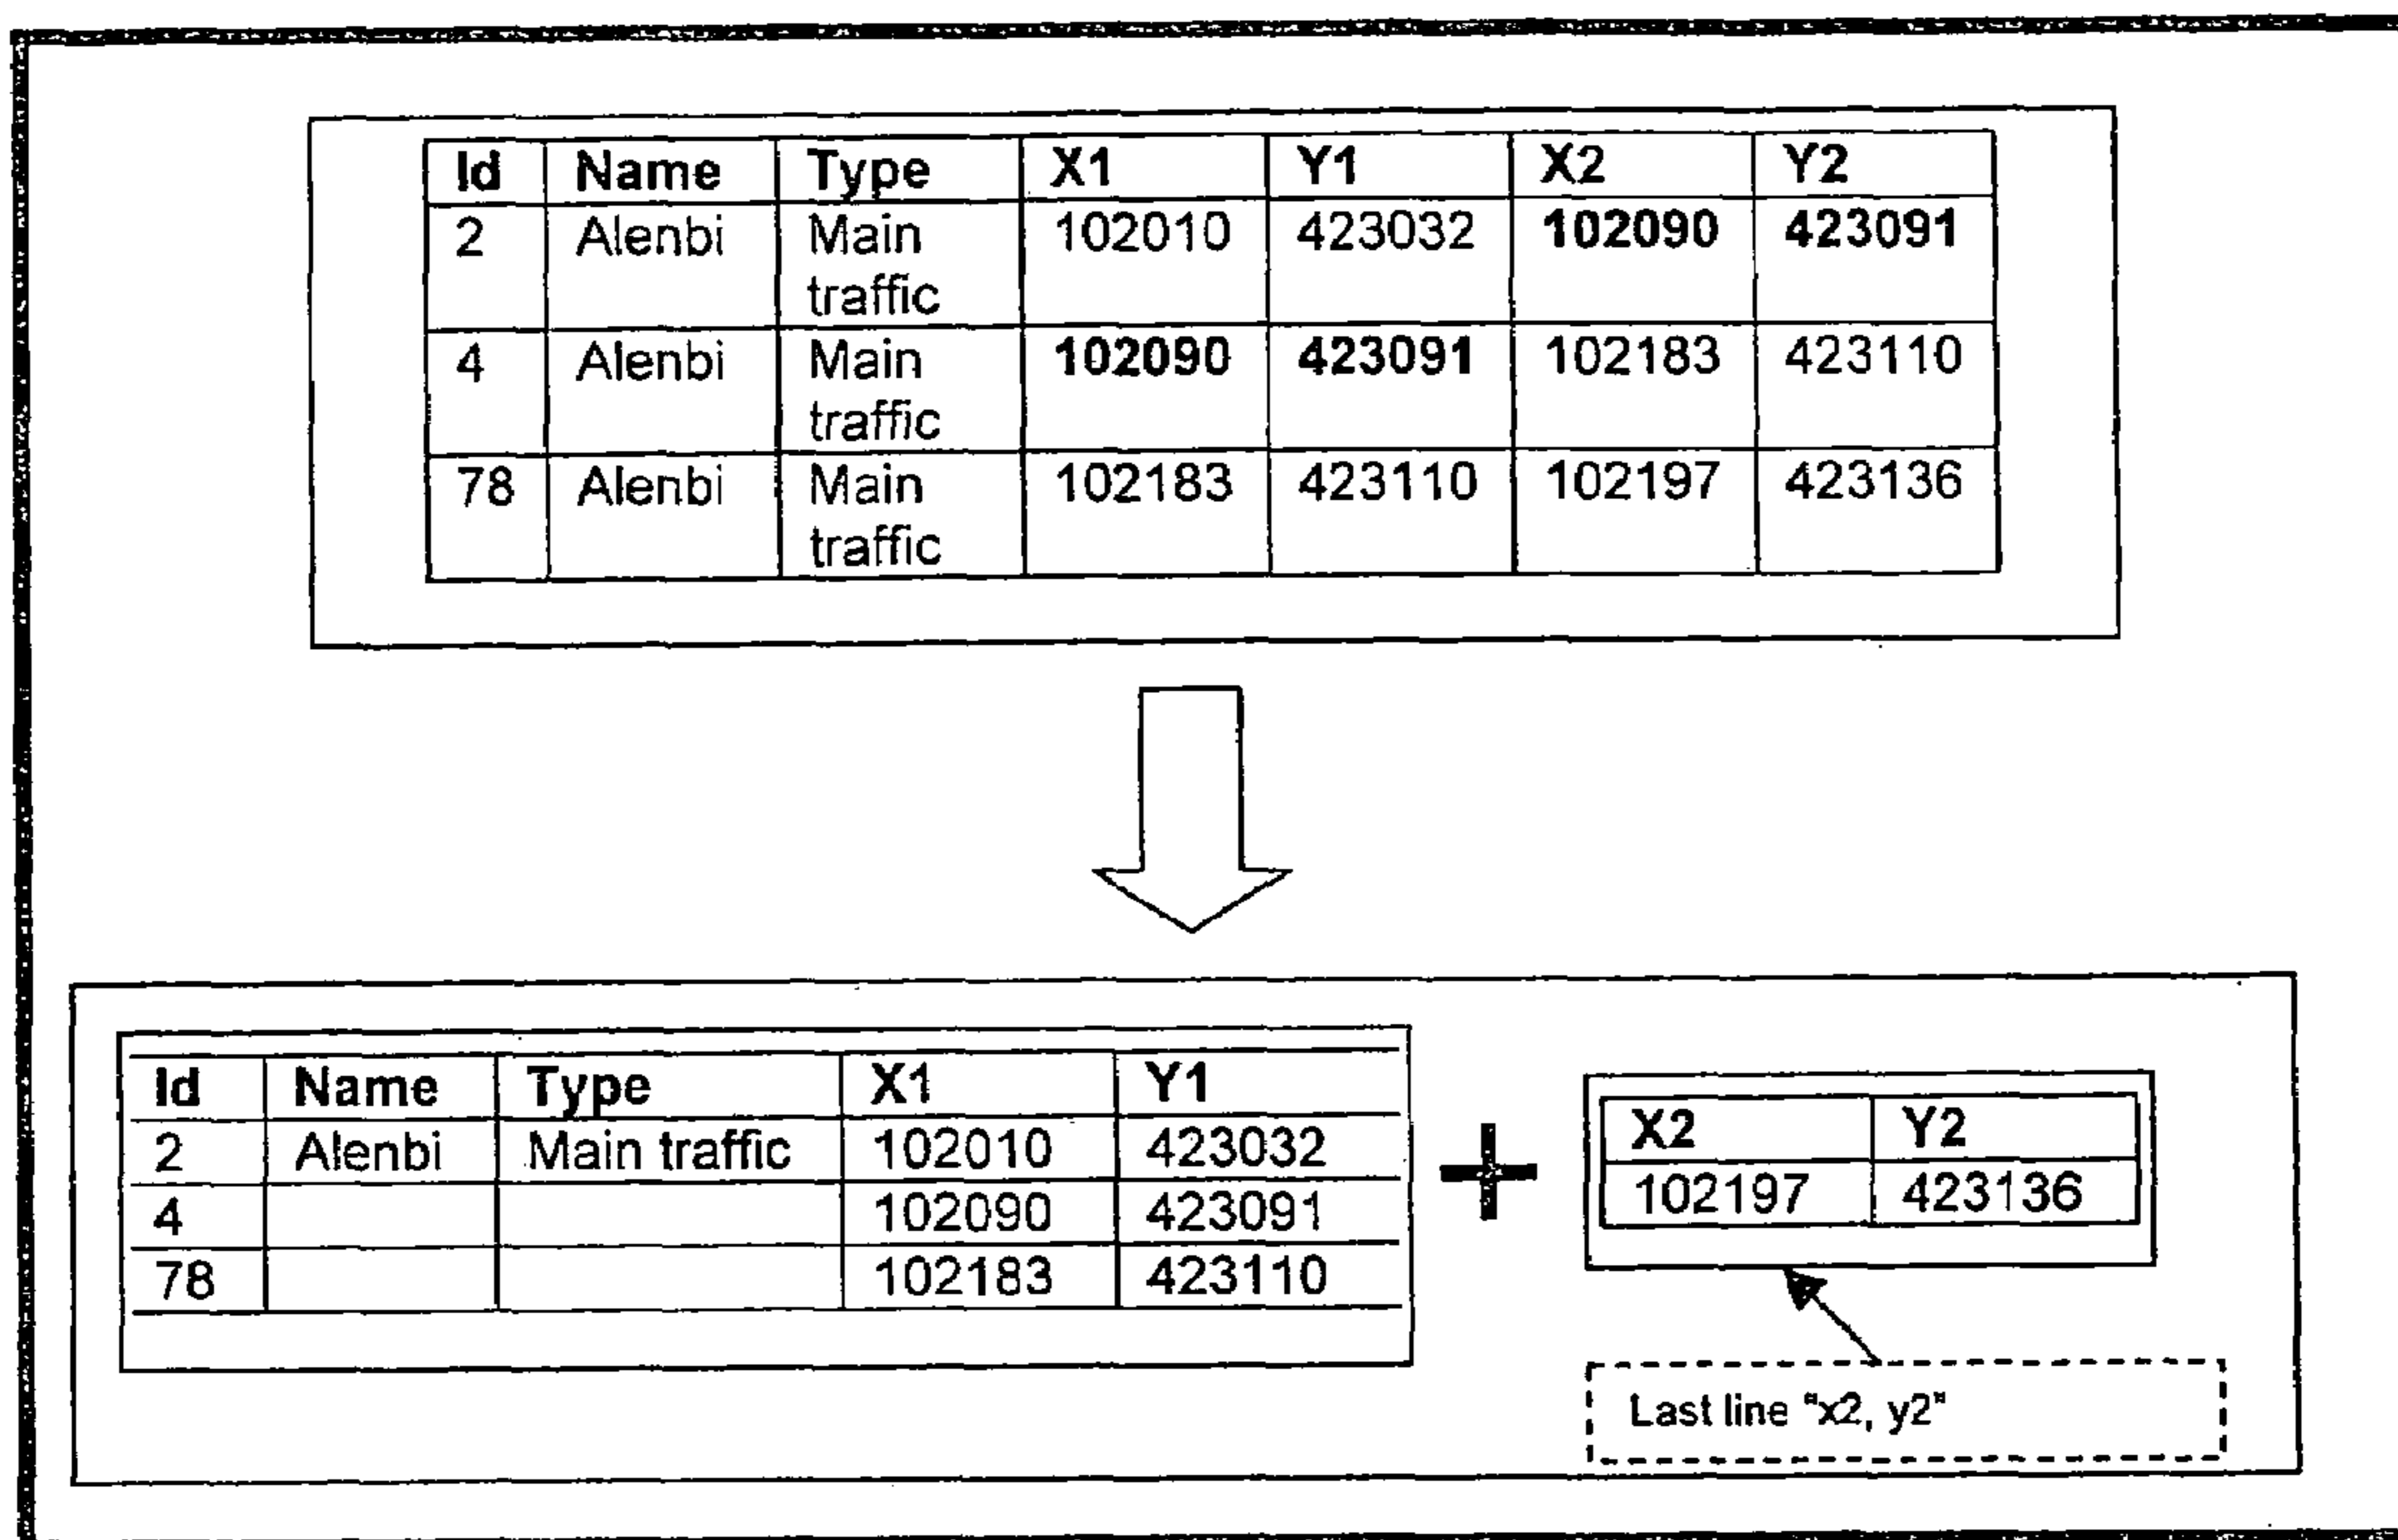 Id Name Type X1 Y1 X2 Y2
2 Alenbi Main traffic 102010 423032 102090 423091
4 Alenbi Main traffic 102090 423091 102183 423110
78 Alenbi Main traffic 102183 423110 102197 423136
Id Name Type X1 Y1
2 Alenbi Main traffic 102010 423032
4 102090 423091
78 102183 423110
+
X2 Y2
102197 423136
Last line "x2, y2"